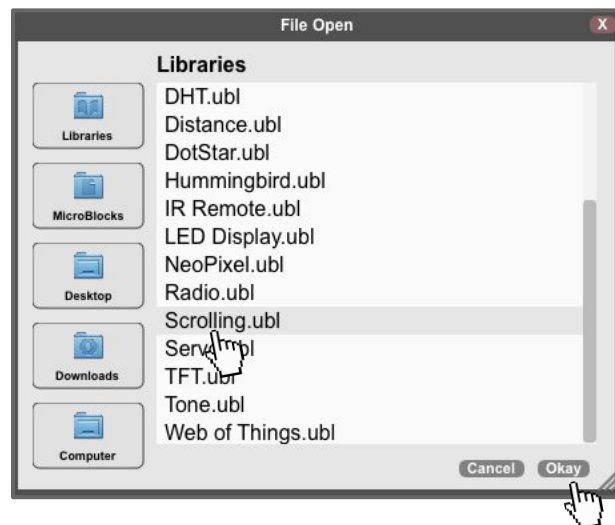 File Open
X
Libraries
Libraries
MicroBlocks
Desktop
Downloads
Computer
DHT.ubl
Distance.ubl
DotStar.ubl
Hummingbird.ubl
IR Remote.ubl
LED Display.ubl
NeoPixel.ubl
Radio.ubl
Scrolling.ubl
TFT.ubl
Tone.ubl
Web of Things.ubl
Cancel Okay